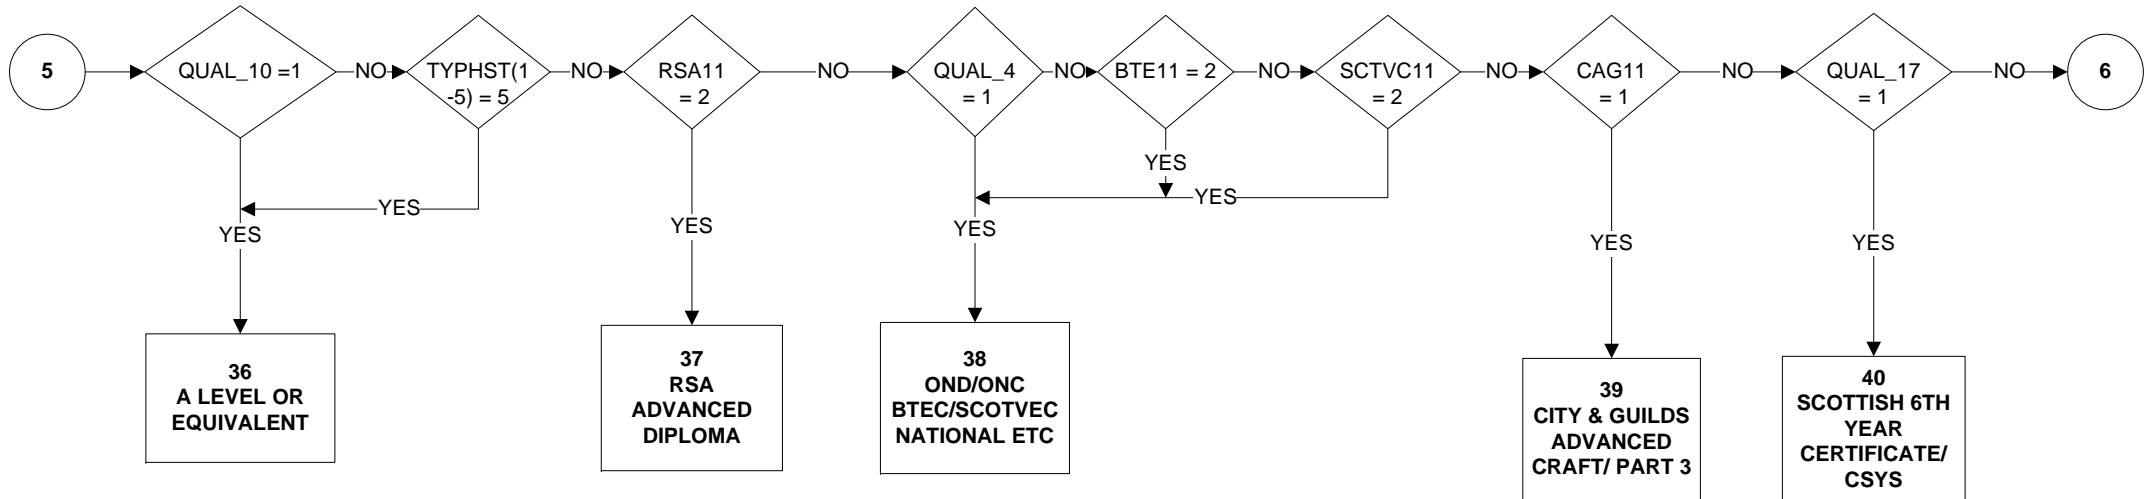 5
QUAL_10 =1
NO
TYPHST(1
-5) = 5
NO
RSA11
= 2
NO
QUAL_4
= 1
NO
BTE11 = 2
NO
SCTVC11
= 2
NO
CAG11
= 1
NO
QUAL_17
= 1
NO
6
YES
YES
YES
YES
YES
YES
YES
YES
36
A LEVEL OR
EQUIVALENT
37
RSA
ADVANCED
DIPLOMA
38
OND/ONC
BTEC/SCOTVEC
NATIONAL ETC
39
CITY & GUILDS
ADVANCED
CRAFT/ PART 3
40
SCOTTISH 6TH
YEAR
CERTIFICATE/
CSYS